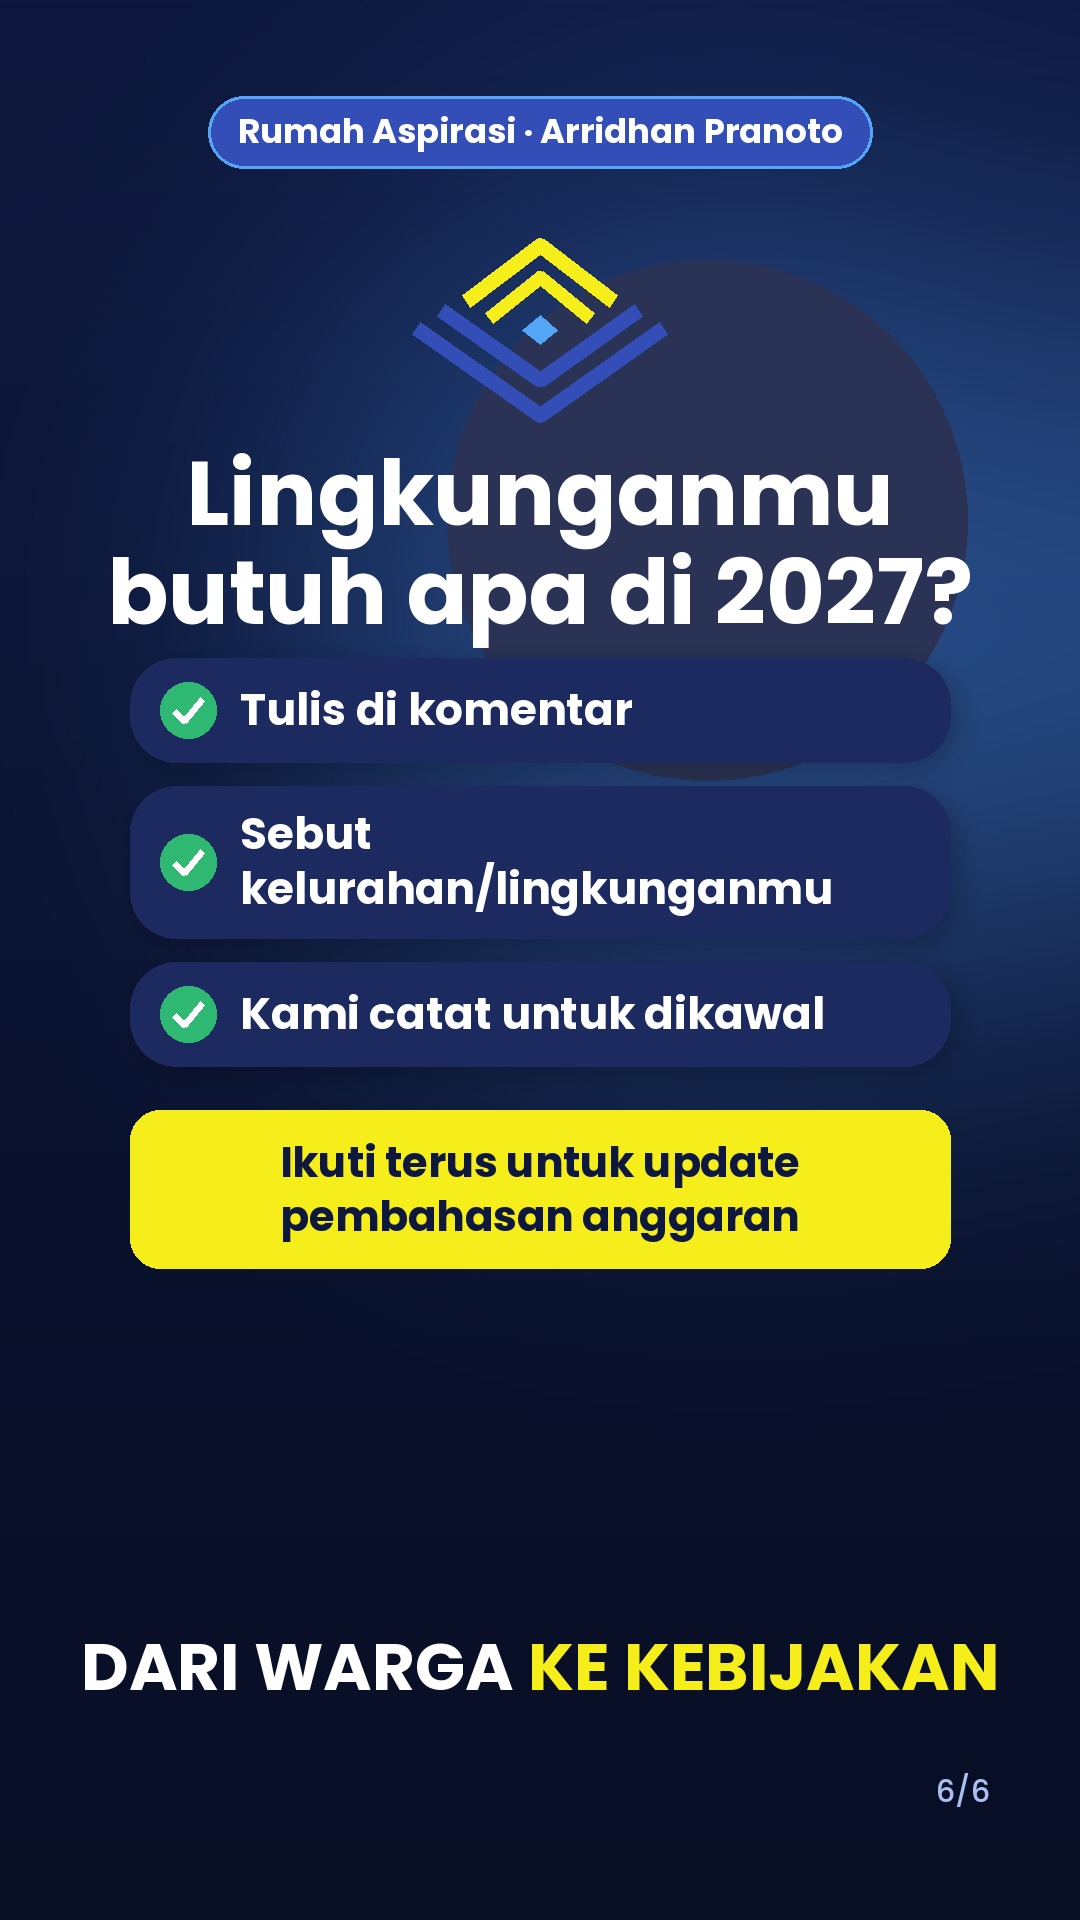 Rumah Aspirasi · Arridhan Pranoto
Lingkunganmu
butuh apa di 2027?
Tulis di komentar
Sebut
kelurahan/lingkunganmu
Kami catat untuk dikawal
Ikuti terus untuk update
pembahasan anggaran
DARI WARGA KE KEBIJAKAN
6/6